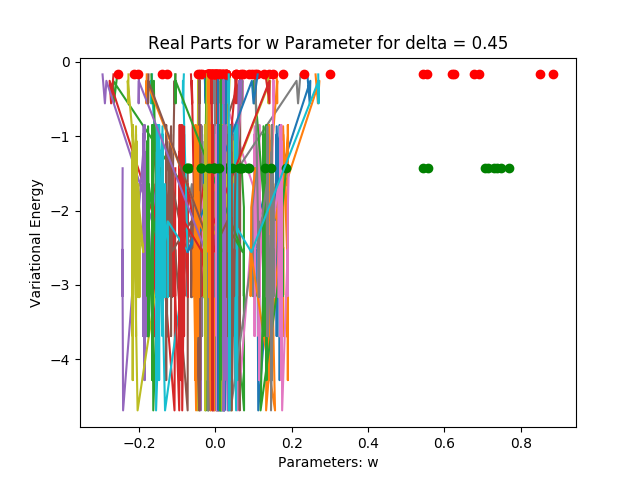 Real Parts for w Parameter for delta = 0.45
Variational Energy
0
−1
−2
−3
−4
−0.2 0.0 0.2 0.4 0.6 0.8
Parameters: w